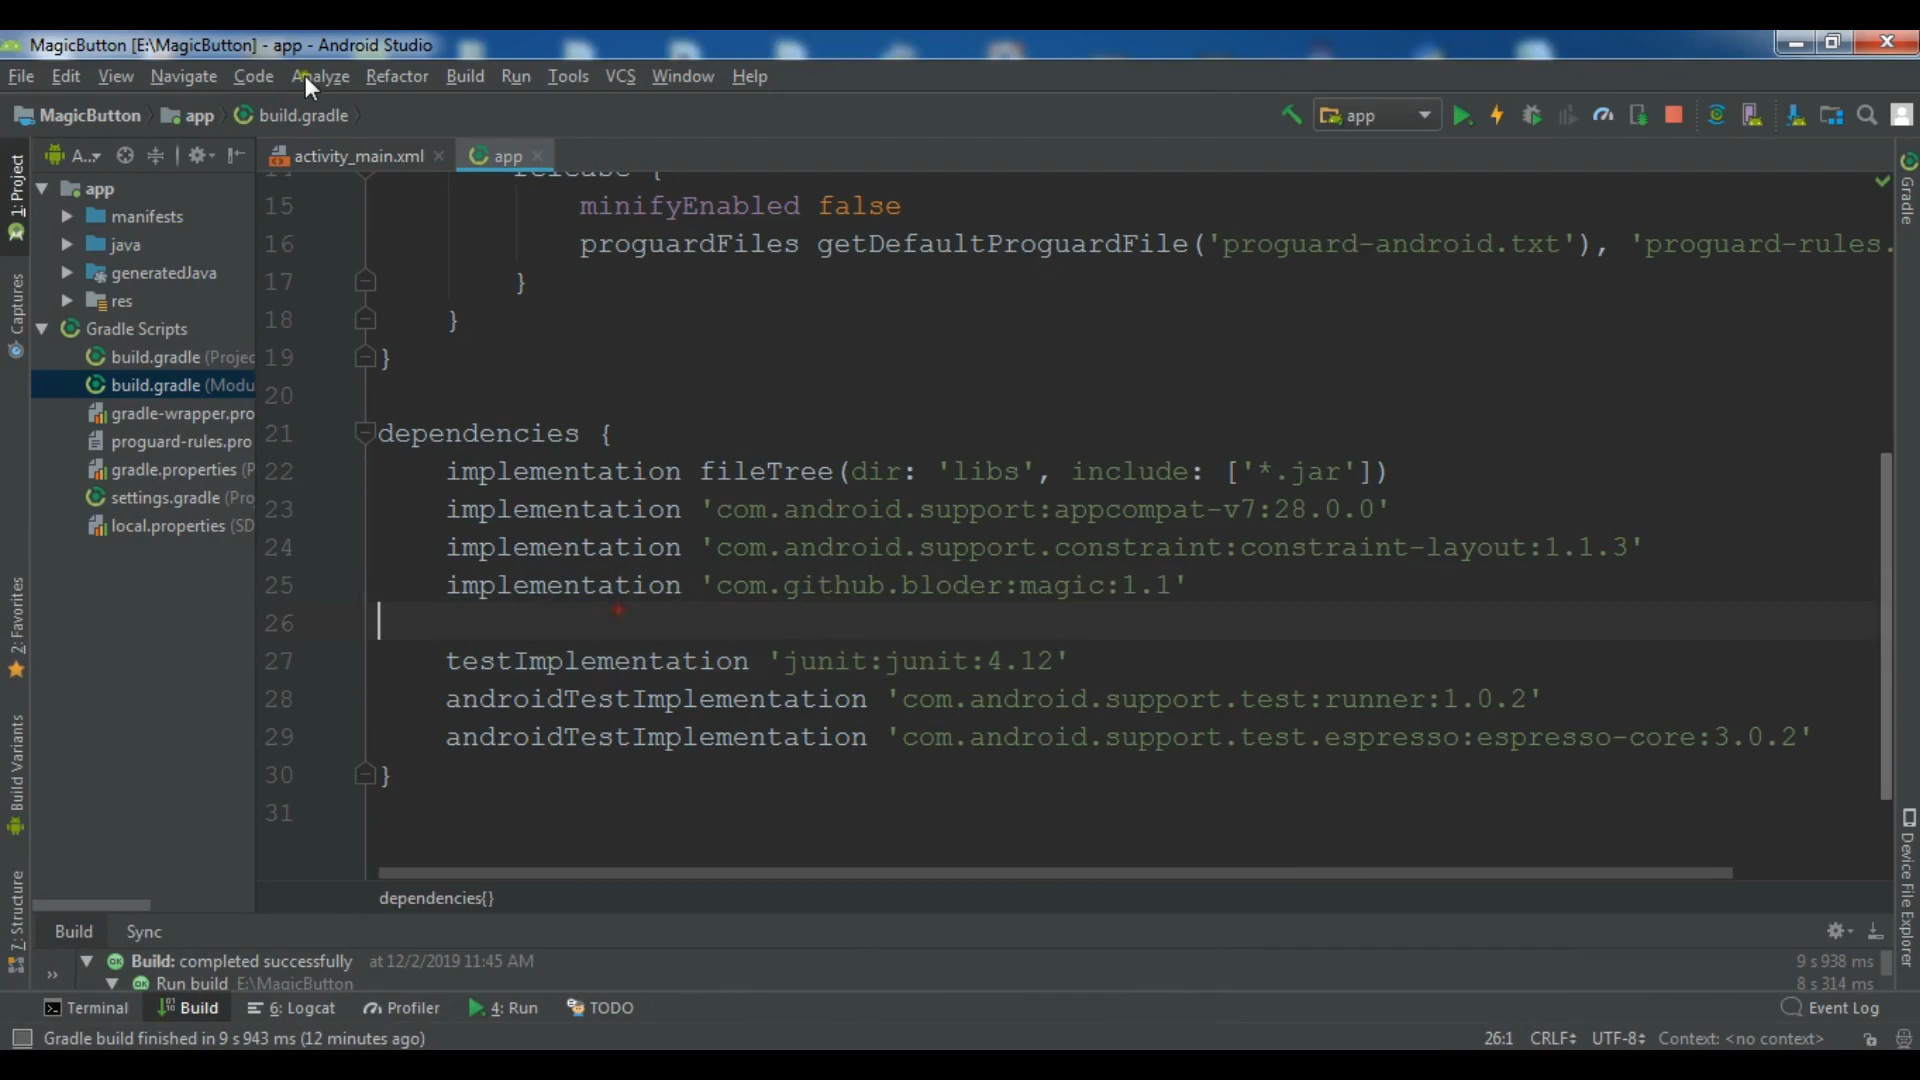 MagicButton [E:\MagicButton] - app - Android Studio
File Edit View Navigate Code Analyze Refactor Build Run Tools VCS Window Help
MagicButton app build.gradle app
1: Project
Captures
2: Favorites
Build Variants
7: Structure
A...
app
manifests
java
generatedJava
res
Gradle Scripts
build.gradle (Projec
build.gradle (Modu
gradle-wrapper.pro
proguard-rules.pro
gradle.properties (P
settings.gradle (Pro
local.properties (SD
activity_main.xml app
14 release {
15 minifyEnabled false
16 proguardFiles getDefaultProguardFile('proguard-android.txt'), 'proguard-rules.
17 }
18 }
19 }
20
21 dependencies {
22 implementation fileTree(dir: 'libs', include: ['*.jar'])
23 implementation 'com.android.support:appcompat-v7:28.0.0'
24 implementation 'com.android.support.constraint:constraint-layout:1.1.3'
25 implementation 'com.github.bloder:magic:1.1'
26
27 testImplementation 'junit:junit:4.12'
28 androidTestImplementation 'com.android.support.test:runner:1.0.2'
29 androidTestImplementation 'com.android.support.test.espresso:espresso-core:3.0.2'
30 }
31
dependencies{}
Gradle
Device File Explorer
Build Sync
Build: completed successfully at 12/2/2019 11:45 AM 9 s 938 ms
Run build E:\MagicButton 8 s 314 ms
Terminal Build 6: Logcat Profiler 4: Run TODO Event Log
Gradle build finished in 9 s 943 ms (12 minutes ago) 26:1 CRLF UTF-8 Context: <no context>